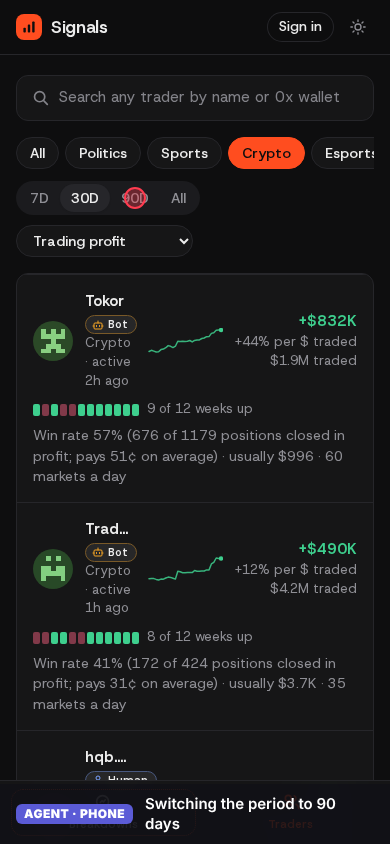 Signals
Sign in
Search any trader by name or 0x wallet
All
Politics
Sports
Crypto
Esports
7D
30D
90D
All
Trading profit
Tokor
Bot
Crypto
· active
2h ago
+$832K
+44% per $ traded
$1.9M traded
9 of 12 weeks up
Win rate 57% (676 of 1179 positions closed in
profit; pays 51¢ on average) · usually $996 · 60
markets a day
Trad...
Bot
Crypto
· active
1h ago
+$490K
+12% per $ traded
$4.2M traded
8 of 12 weeks up
Win rate 41% (172 of 424 positions closed in
profit; pays 31¢ on average) · usually $3.7K · 35
markets a day
hqb....
Human
AGENT · PHONE
Switching the period to 90
days
Traders